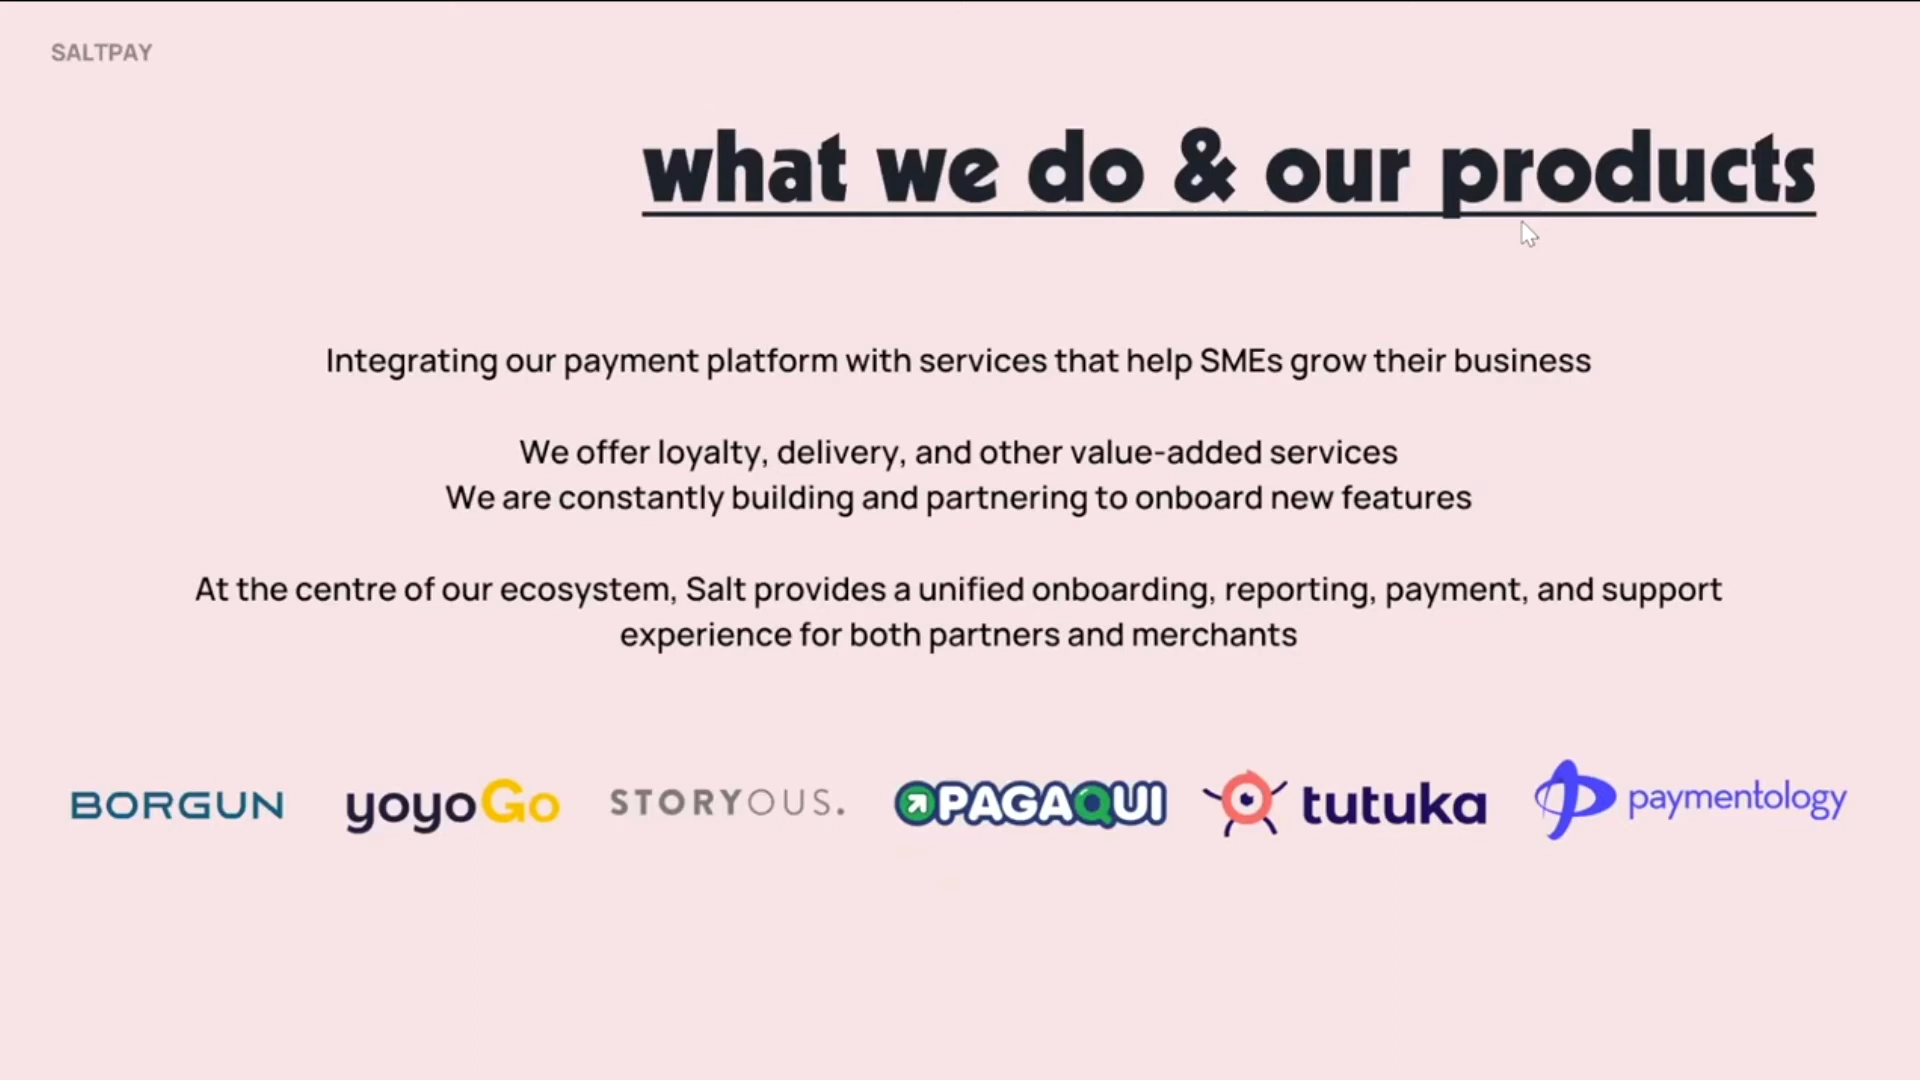 SALTPAY
what we do & our products
Integrating our payment platform with services that help SMEs grow their business
We offer loyalty, delivery, and other value-added services
We are constantly building and partnering to onboard new features
At the centre of our ecosystem, Salt provides a unified onboarding, reporting, payment, and support
experience for both partners and merchants
BORGUN yoyoGo STORYOUS. PAGAQUI tutuka paymentology